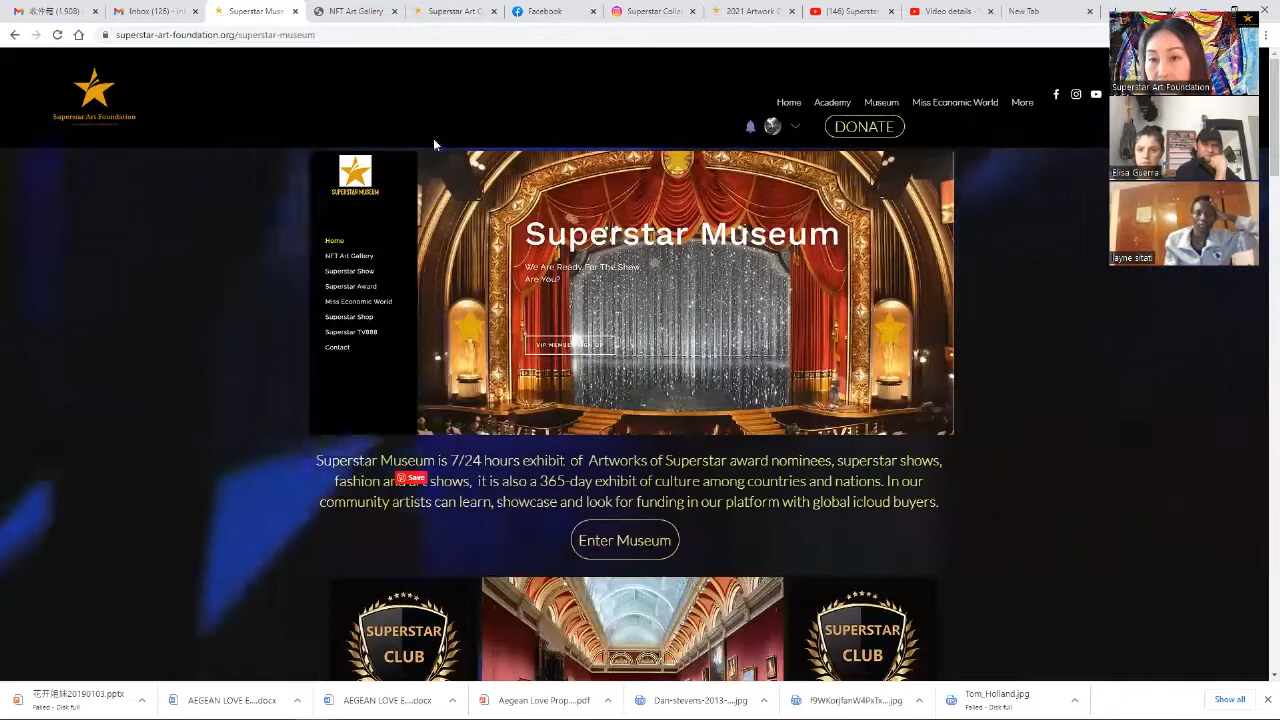 收件箱 (1,908) -
Inbox (126) - in
Superstar Muse
NFT Art Gallery
Superstar Art C
Facebook
Superstar Colle
2021 Artwork C
(146) Supersta
Video details -
New Tab
superstar-art-foundation.org/superstar-museum
Superstar Art Foundation
Home
Academy
Museum
Miss Economic World
More
DONATE
Superstar Art Foundation
Elisa Guerra
Jayne sitati
SUPERSTAR MUSEUM
Home
NFT Art Gallery
Superstar Show
Superstar Award
Miss Economic World
Superstar Shop
Superstar TV888
Contact
Superstar Museum
We Are Ready For The Show,
Are You?
VIP MEMBER SIGN UP
Superstar Museum is 7/24 hours exhibit of Artworks of Superstar award nominees, superstar shows,
fashion and art shows, it is also a 365-day exhibit of culture among countries and nations. In our
community artists can learn, showcase and look for funding in our platform with global icloud buyers.
Save
Enter Museum
SUPERSTAR
CLUB
SUPERSTAR
CLUB
花开姐妹20190103.pptx
Failed - Disk full
AEGEAN LOVE E....docx
AEGEAN LOVE E....docx
Aegean Love Prop....pdf
Dan-stevens-2013-....jpg
f9WKorjfanW4PxTx....jpg
Tom_Holland.jpg
Failed - Disk full
Show all